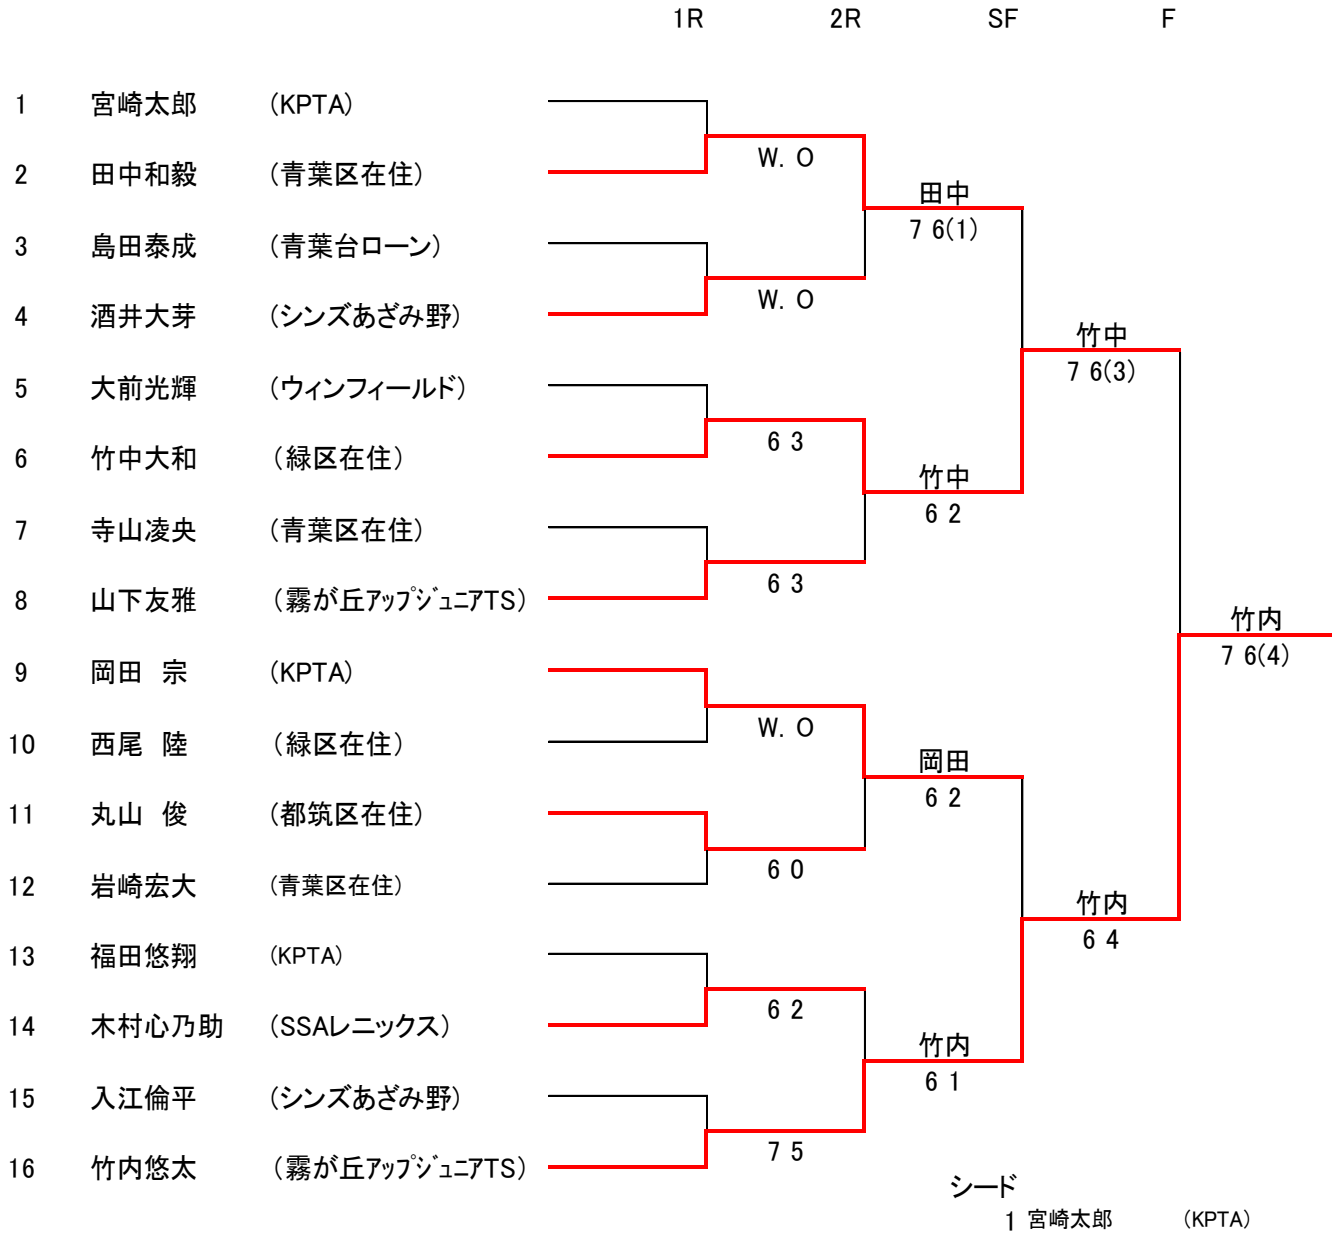 1R 2R SF F
1 宮崎太郎 (KPTA)
W. O
2 田中和毅 (青葉区在住)
田中
7 6(1)
3 島田泰成 (青葉台ローン)
W. O
4 酒井大芽 (シンズあざみ野)
竹中
7 6(3)
5 大前光輝 (ウィンフィールド)
6 3
6 竹中大和 (緑区在住)
竹中
6 2
7 寺山凌央 (青葉区在住)
6 3
8 山下友雅 (霧が丘アップジュニアTS)
竹内
7 6(4)
9 岡田 宗 (KPTA)
W. O
10 西尾 陸 (緑区在住)
岡田
6 2
11 丸山 俊 (都筑区在住)
6 0
12 岩崎宏大 (青葉区在住)
竹内
6 4
13 福田悠翔 (KPTA)
6 2
14 木村心乃助 (SSAレニックス)
竹内
6 1
15 入江倫平 (シンズあざみ野)
7 5
16 竹内悠太 (霧が丘アップジュニアTS)
シード
1 宮崎太郎 (KPTA)